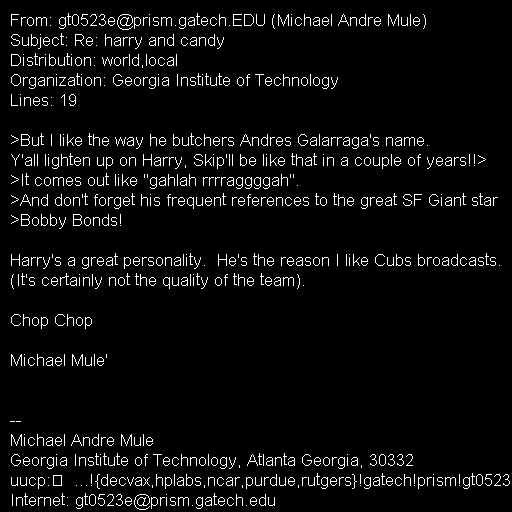 From: gt0523e@prism.gatech.EDU (Michael Andre Mule)
Subject: Re: harry and candy
Distribution: world,local
Organization: Georgia Institute of Technology
Lines: 19

>But I like the way he butchers Andres Galarraga's name.
Y'all lighten up on Harry, Skip'll be like that in a couple of years!!>
>It comes out like "gahlah rrrraggggah".
>And don't forget his frequent references to the great SF Giant star
>Bobby Bonds!

Harry's a great personality.  He's the reason I like Cubs broadcasts.
(It's certainly not the quality of the team).

Chop Chop

Michael Mule'

--
Michael Andre Mule
Georgia Institute of Technology, Atlanta Georgia, 30332
uucp:	  ...!{decvax,hplabs,ncar,purdue,rutgers}!gatech!prism!gt0523
Internet: gt0523e@prism.gatech.edu